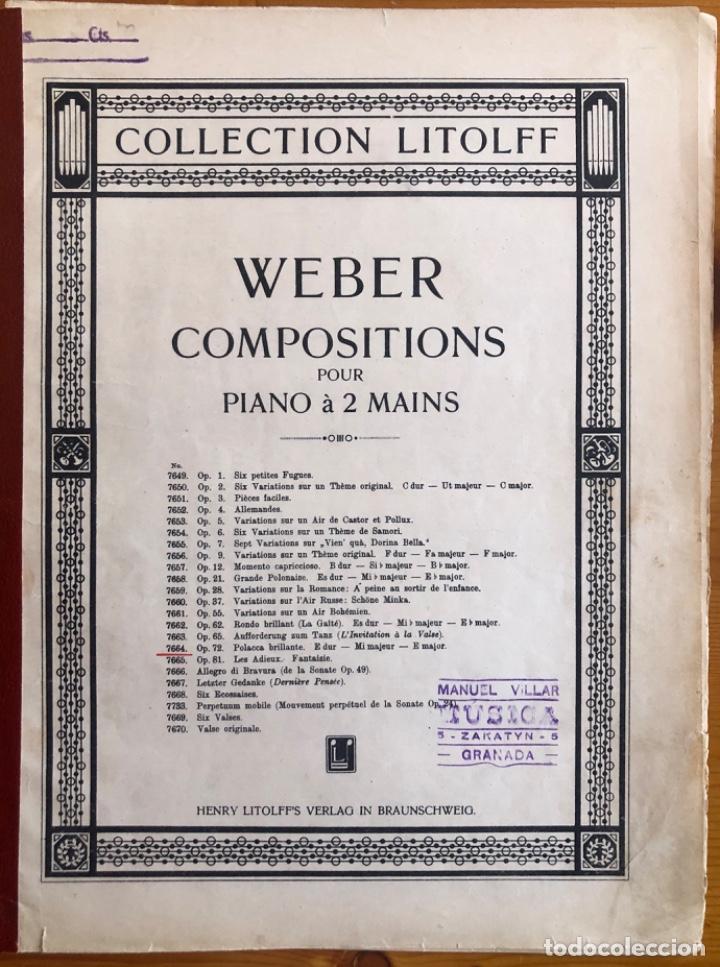 Cts.
COLLECTION LITOLFF
WEBER
COMPOSITIONS
POUR
PIANO à 2 MAINS
No.
7649. Op. 1. Six petites Fugues.
7650. Op. 2. Six Variations sur un Thème original. C dur — Ut majeur — C major.
7651. Op. 3. Pièces faciles.
7652. Op. 4. Allemandes.
7653. Op. 5. Variations sur un Air de Castor et Pollux.
7654. Op. 6. Six Variations sur un Thème de Samori.
7655. Op. 7. Sept Variations sur „Vien' quà, Dorina Bella."
7656. Op. 9. Variations sur un Thème original. F dur — Fa majeur — F major.
7657. Op. 12. Momento capriccioso. B dur — Si♭ majeur — B♭ major.
7658. Op. 21. Grande Polonaise. Es dur — Mi♭ majeur — E♭ major.
7659. Op. 28. Variations sur la Romance: A peine au sortir de l'enfance.
7660. Op. 37. Variations sur l'Air Russe: Schöne Minka.
7661. Op. 55. Variations sur un Air Bohémien.
7662. Op. 62. Rondo brillant (La Gaîté). Es dur — Mi♭ majeur — E♭ major.
7663. Op. 65. Aufforderung zum Tanz (L'Invitation à la Valse).
7664. Op. 72. Polacca brillante. E dur — Mi majeur — E major.
7665. Op. 81. Les Adieux. Fantaisie.
7666. Allegro di Bravura (de la Sonate Op. 49).
7667. Letzter Gedanke (Dernière Pensée).
7668. Six Ecossaises.
7733. Perpetuum mobile (Mouvement perpétuel de la Sonate Op. 24).
7669. Six Valses.
7670. Valse originale.
MANUEL VILLAR
MUSICA
5 - ZAKATYN - 5
— GRANADA —
L
HENRY LITOLFF'S VERLAG IN BRAUNSCHWEIG.
todocoleccion